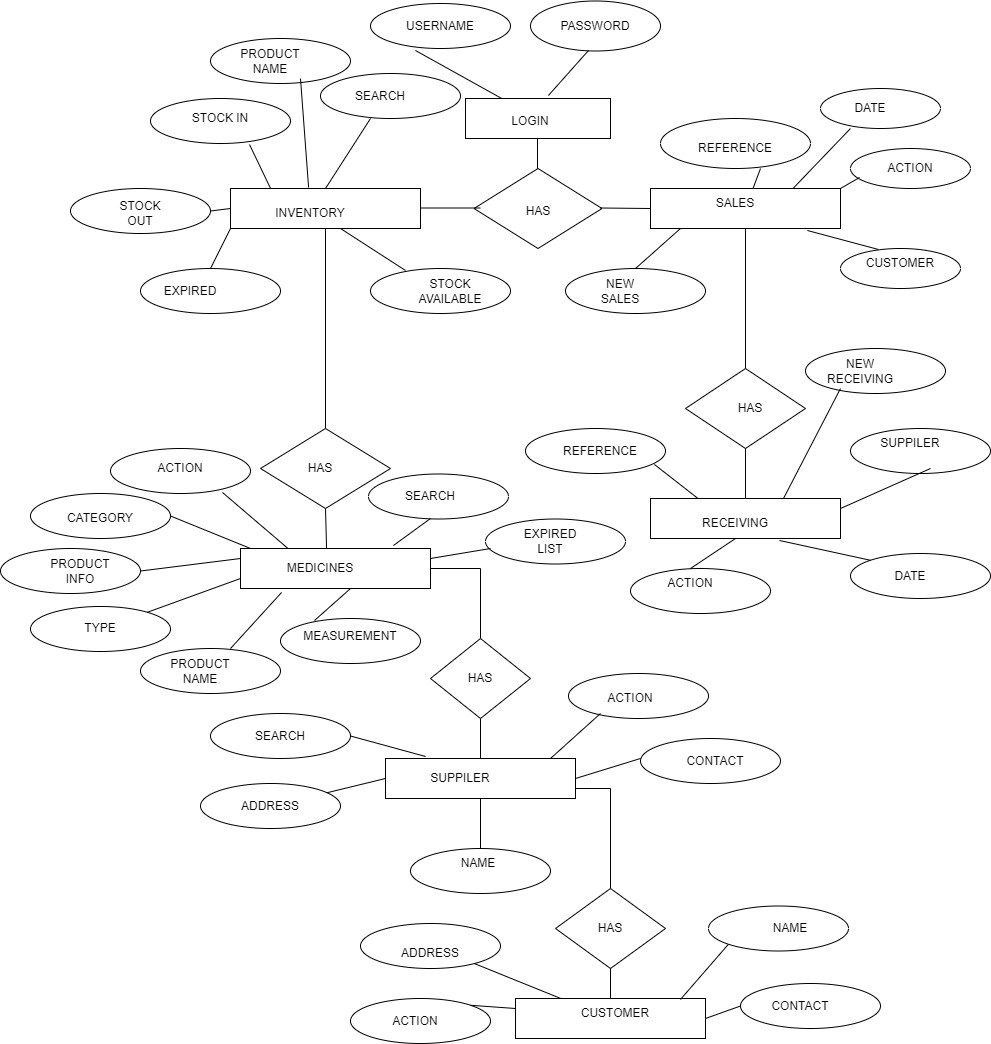 USERNAME
PASSWORD
PRODUCT
NAME
SEARCH
STOCK IN
LOGIN
DATE
REFERENCE
ACTION
STOCK
OUT
INVENTORY
HAS
SALES
EXPIRED
STOCK
AVAILABLE
NEW
SALES
CUSTOMER
NEW
RECEIVING
HAS
REFERENCE
SUPPILER
ACTION
HAS
SEARCH
CATEGORY
RECEIVING
EXPIRED
LIST
PRODUCT
INFO
MEDICINES
ACTION
DATE
TYPE
MEASUREMENT
PRODUCT
NAME
HAS
ACTION
SEARCH
CONTACT
SUPPILER
ADDRESS
NAME
HAS
NAME
ADDRESS
CUSTOMER
CONTACT
ACTION